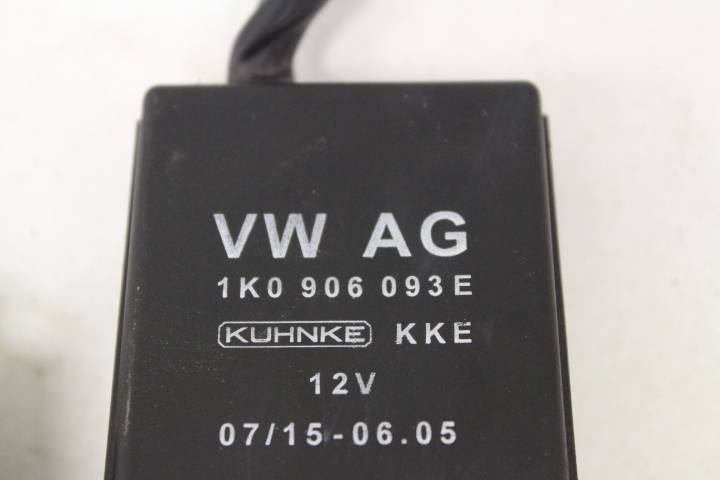 VW AG
1K0 906 093 E
KUHNKE KKE
12V
07/15-06.05